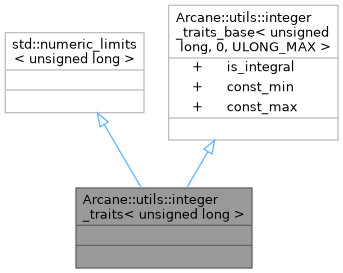 std::numeric_limits
< unsigned long >
Arcane::utils::integer
_traits_base< unsigned
long, 0, ULONG_MAX >
+ is_integral
+ const_min
+ const_max
Arcane::utils::integer
_traits< unsigned long >